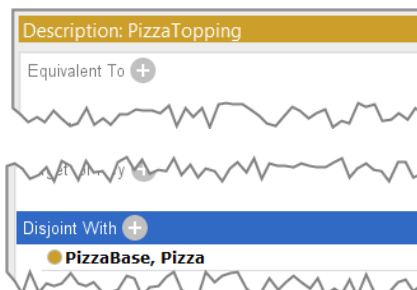 Description: PizzaTopping
Equivalent To
Disjoint With
PizzaBase, Pizza